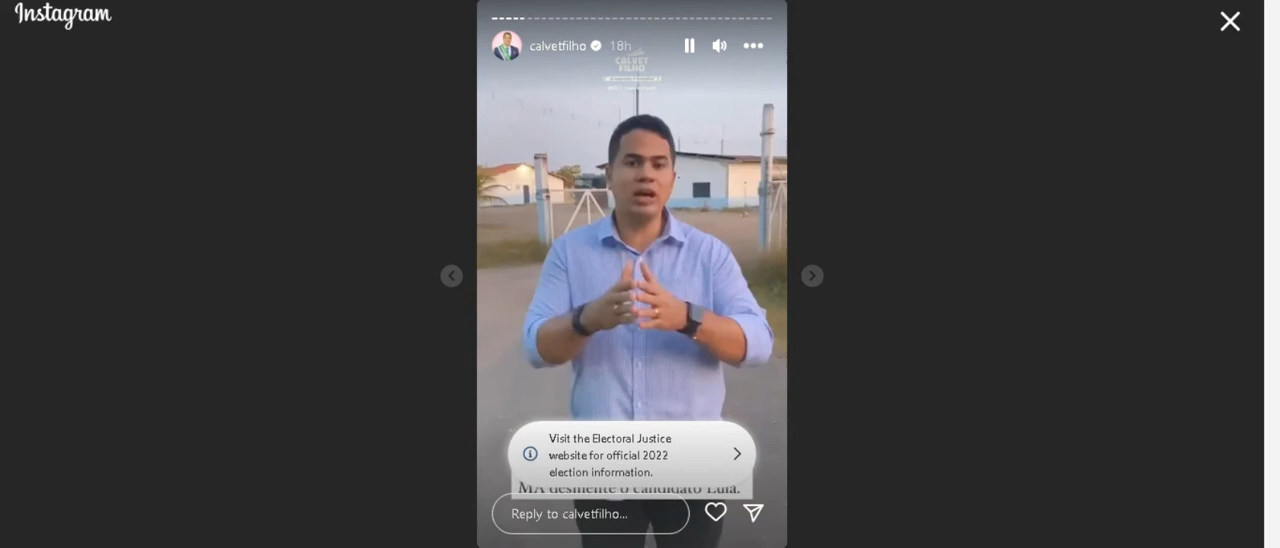 Instagram
calvetfilho 18h
CALVET
FILHO
Visit the Electoral Justice
website for official 2022
election information.
MA desmente o candidato Lula.
Reply to calvetfilho...